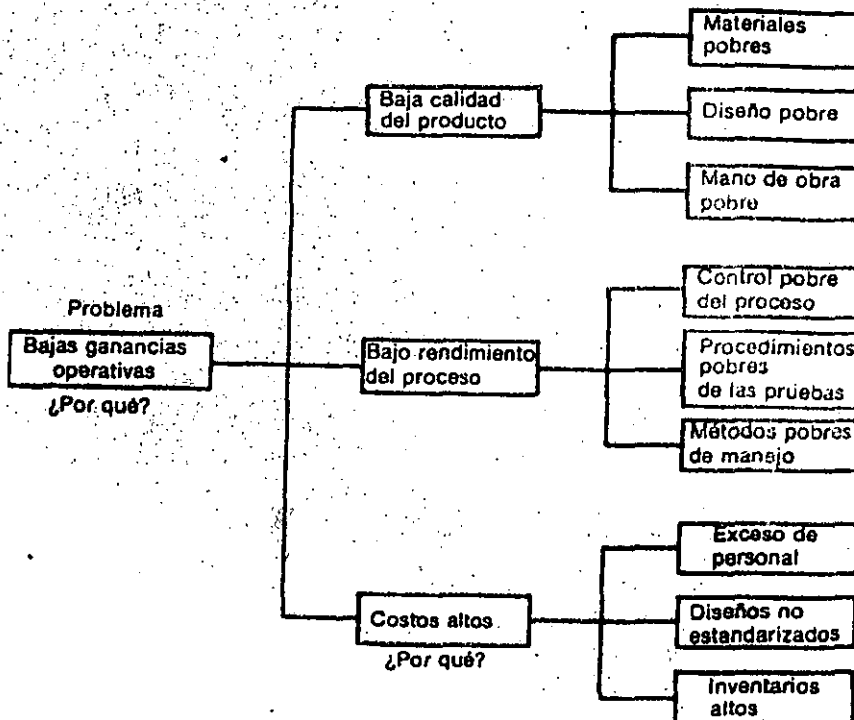 Problema
Bajas ganancias
operativas
¿Por qué?
Baja calidad
del producto
Materiales
pobres
Diseño pobre
Mano de obra
pobre
Bajo rendimiento
del proceso
Control pobre
del proceso
Procedimientos
pobres
de las pruebas
Métodos pobres
de manejo
Costos altos
¿Por qué?
Exceso de
personal
Diseños no
estandarizados
Inventarios
altos